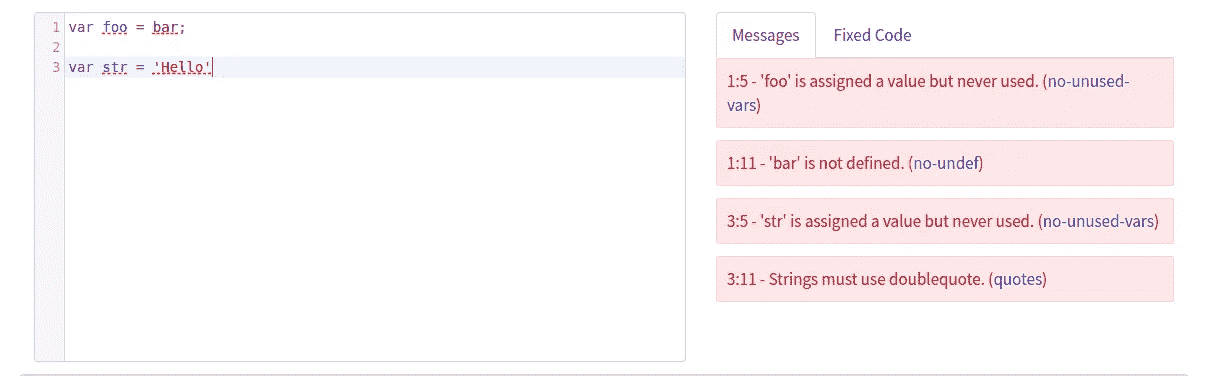 1 var foo = bar;
2
3 var str = 'Hello'
Messages Fixed Code
1:5 - 'foo' is assigned a value but never used. (no-unused-
vars)
1:11 - 'bar' is not defined. (no-undef)
3:5 - 'str' is assigned a value but never used. (no-unused-vars)
3:11 - Strings must use doublequote. (quotes)